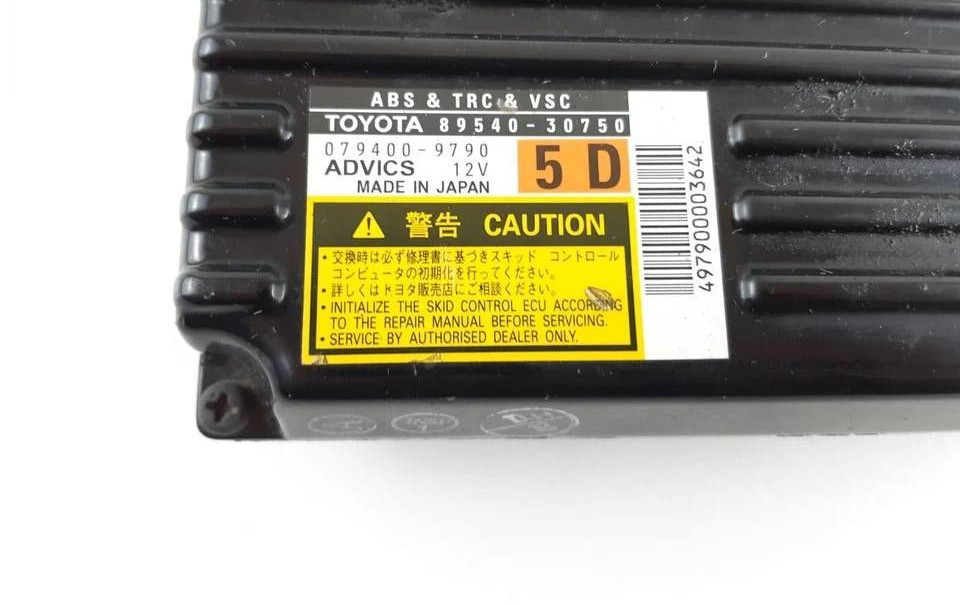 ABS & TRC & VSC
TOYOTA 89540-30750
079400-9790
ADVICS 12V
MADE IN JAPAN
5D
497900003642
警告 CAUTION
・交換時は必ず修理書に基づきスキッド コントロール
コンピュータの初期化を行ってください。
・詳しくはトヨタ販売店にご相談ください。
・INITIALIZE THE SKID CONTROL ECU ACCORDING
TO THE REPAIR MANUAL BEFORE SERVICING.
・SERVICE BY AUTHORISED DEALER ONLY.